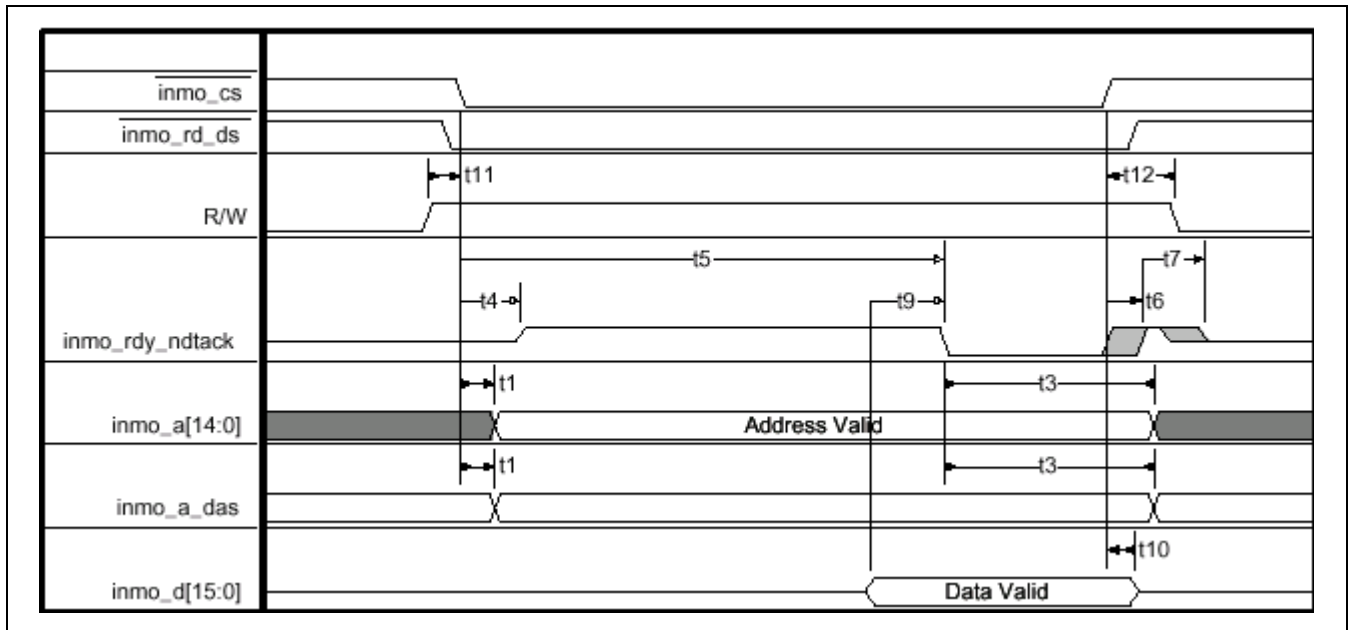 inmo_cs
inmo_rd_ds
t11
t12
R/W
t5
t7
t4
t9
t6
inmo_rdy_ndtack
t1
t3
inmo_a[14:0]
Address Valid
t1
t3
inmo_a_das
t10
inmo_d[15:0]
Data Valid